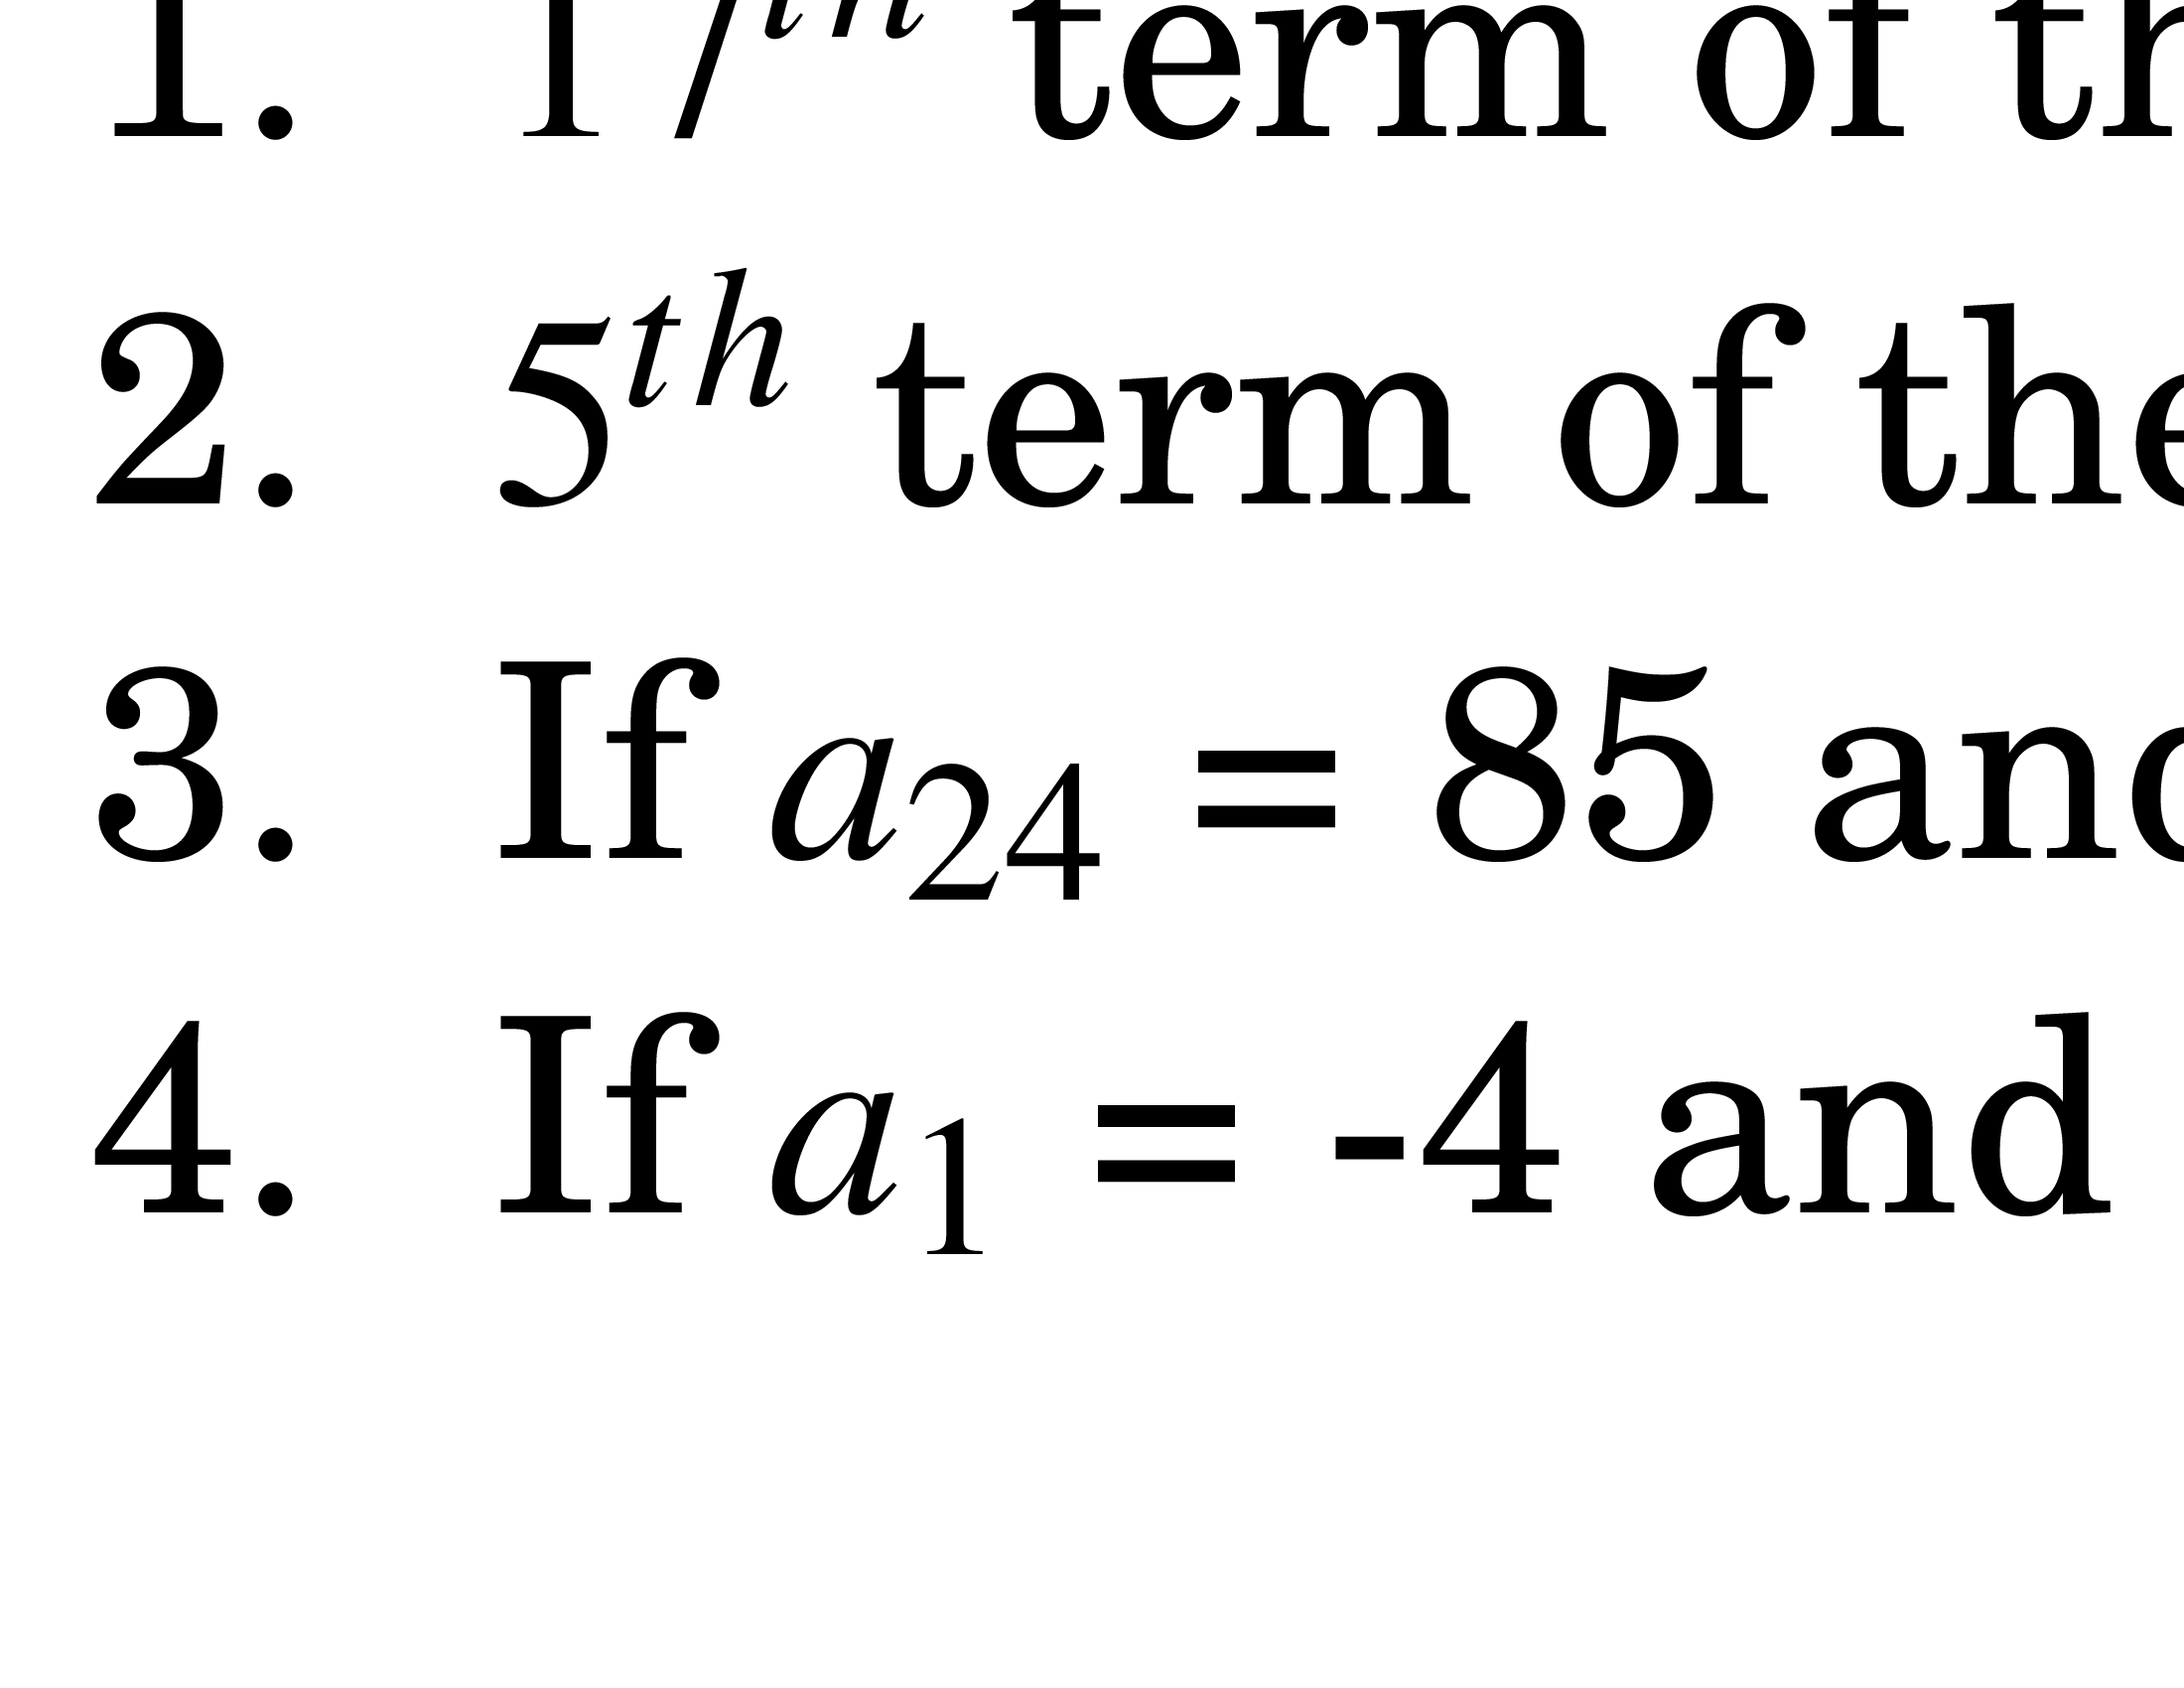 1. 17th term of th
2. 5th term of the
3. If a24 = 85 and
4. If a1 = -4 and